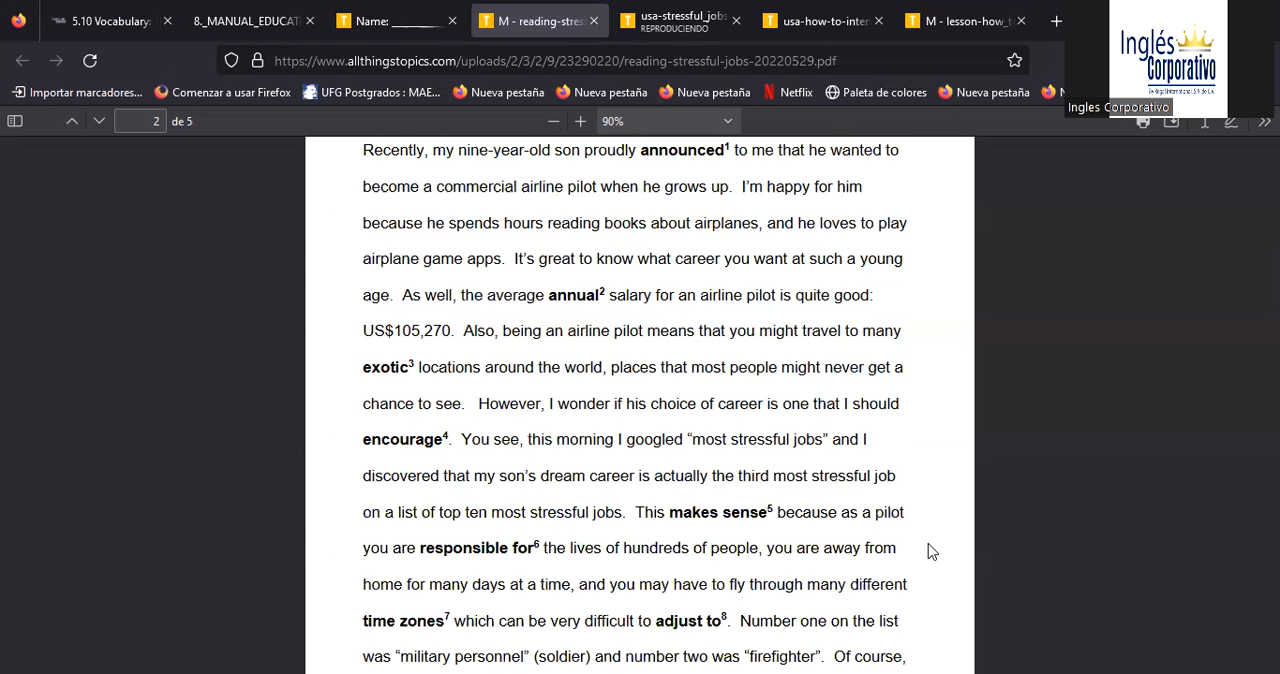 5.10 Vocabulary:
8._MANUAL_EDUCAT
Name: ________
M - reading-stres
usa-stressful_jobs
REPRODUCIENDO
usa-how-to-inter
M - lesson-how_t
https://www.allthingstopics.com/uploads/2/3/2/9/23290220/reading-stressful-jobs-20220529.pdf
Inglés
Corporativo
Importar marcadores...
Comenzar a usar Firefox
UFG Postgrados : MAE...
Nueva pestaña
Nueva pestaña
Nueva pestaña
Netflix
Paleta de colores
Nueva pestaña
N
Ingles Corporativo
2
de 5
90%
Recently, my nine-year-old son proudly announced¹ to me that he wanted to
become a commercial airline pilot when he grows up. I'm happy for him
because he spends hours reading books about airplanes, and he loves to play
airplane game apps. It's great to know what career you want at such a young
age. As well, the average annual² salary for an airline pilot is quite good:
US$105,270. Also, being an airline pilot means that you might travel to many
exotic³ locations around the world, places that most people might never get a
chance to see. However, I wonder if his choice of career is one that I should
encourage⁴. You see, this morning I googled “most stressful jobs” and I
discovered that my son's dream career is actually the third most stressful job
on a list of top ten most stressful jobs. This makes sense⁵ because as a pilot
you are responsible for⁶ the lives of hundreds of people, you are away from
home for many days at a time, and you may have to fly through many different
time zones⁷ which can be very difficult to adjust to⁸. Number one on the list
was “military personnel” (soldier) and number two was “firefighter”. Of course,